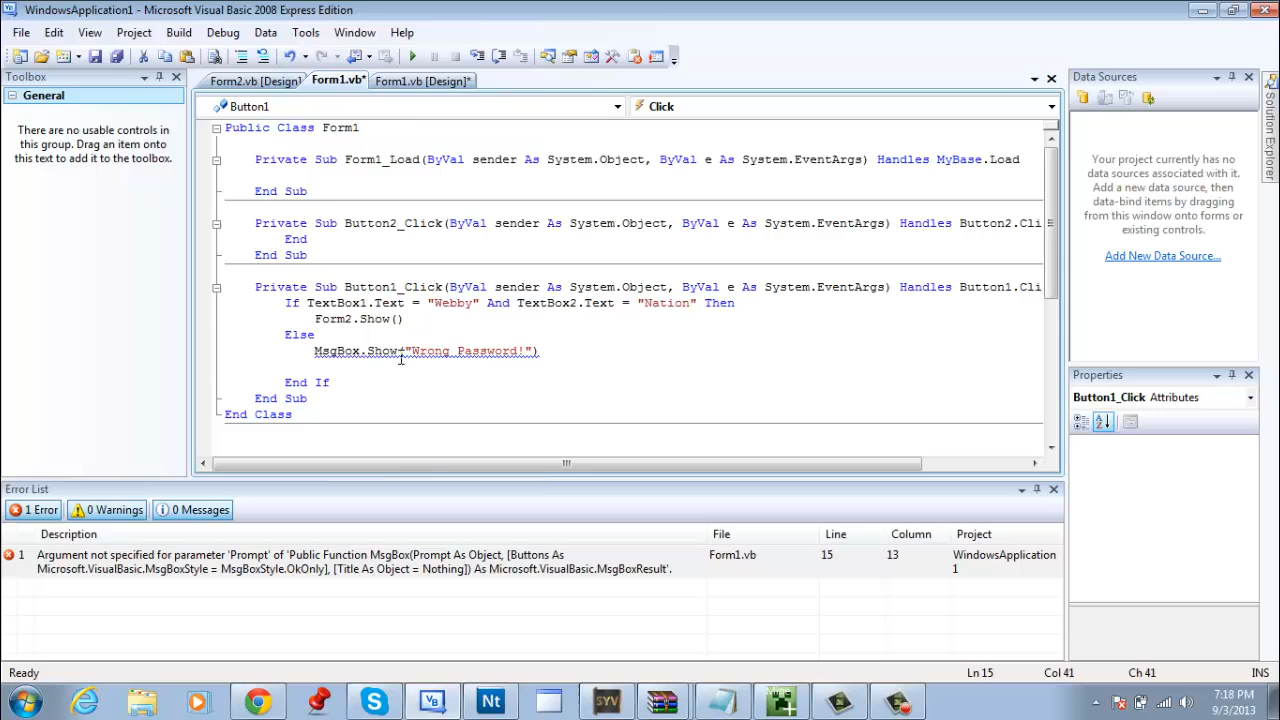 WindowsApplication1 - Microsoft Visual Basic 2008 Express Edition
File Edit View Project Build Debug Data Tools Window Help
Toolbox
General
There are no usable controls in
this group. Drag an item onto
this text to add it to the toolbox.
Form2.vb [Design] Form1.vb* Form1.vb [Design]*
Button1 Click
Public Class Form1
Private Sub Form1_Load(ByVal sender As System.Object, ByVal e As System.EventArgs) Handles MyBase.Load
End Sub
Private Sub Button2_Click(ByVal sender As System.Object, ByVal e As System.EventArgs) Handles Button2.Cli
End
End Sub
Private Sub Button1_Click(ByVal sender As System.Object, ByVal e As System.EventArgs) Handles Button1.Cli
If TextBox1.Text = "Webby" And TextBox2.Text = "Nation" Then
Form2.Show()
Else
MsgBox.Show("Wrong Password!")
End If
End Sub
End Class
Data Sources
Your project currently has no
data sources associated with it.
Add a new data source, then
data-bind items by dragging
from this window onto forms or
existing controls.
Add New Data Source...
Solution Explorer
Properties
Button1_Click Attributes
Error List
1 Error 0 Warnings 0 Messages
Description File Line Column Project
1 Argument not specified for parameter 'Prompt' of 'Public Function MsgBox(Prompt As Object, [Buttons As Form1.vb 15 13 WindowsApplication
Microsoft.VisualBasic.MsgBoxStyle = MsgBoxStyle.OkOnly], [Title As Object = Nothing]) As Microsoft.VisualBasic.MsgBoxResult'. 1
Ready Ln 15 Col 41 Ch 41 INS
VB Nt SYV
7:18 PM
9/3/2013